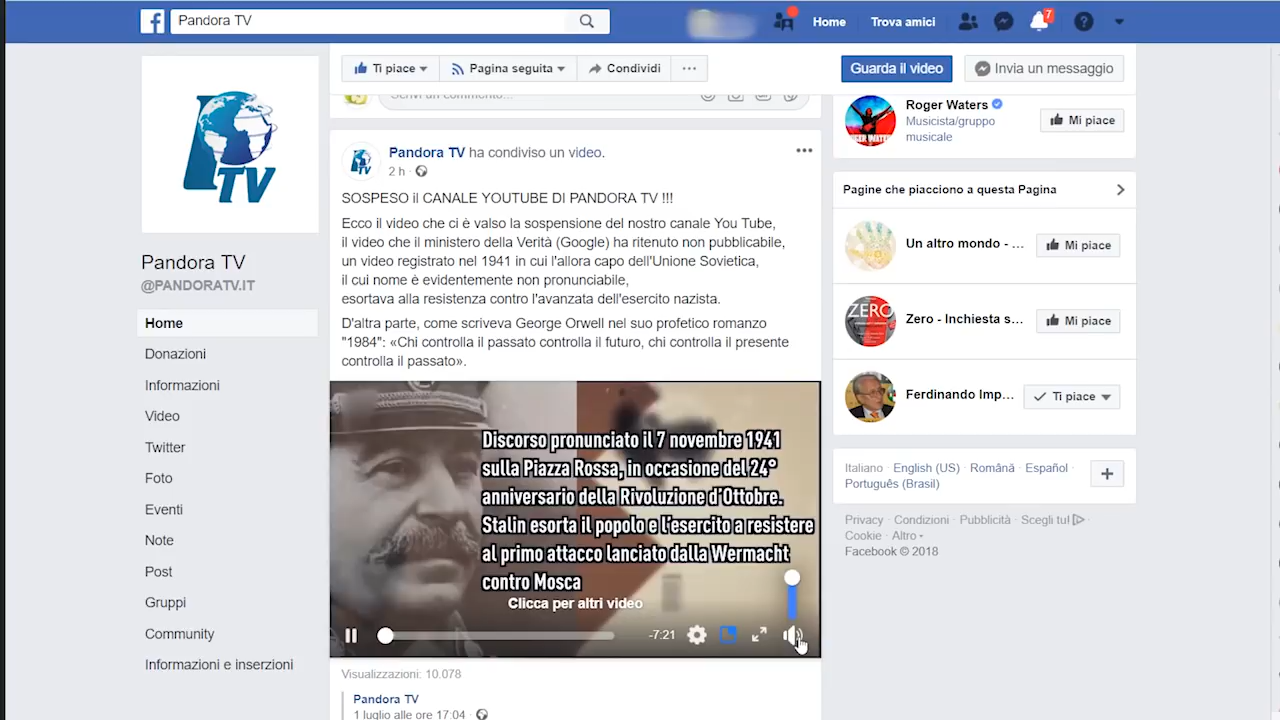 Pandora TV
Home
Trova amici
7
Ti piace
Pagina seguita
Condividi
Guarda il video
Invia un messaggio
Scrivi un commento...
TV
Pandora TV
@PANDORATV.IT
Home
Donazioni
Informazioni
Video
Twitter
Foto
Eventi
Note
Post
Gruppi
Community
Informazioni e inserzioni
TV
Pandora TV ha condiviso un video.
2 h
SOSPESO il CANALE YOUTUBE DI PANDORA TV !!!
Ecco il video che ci è valso la sospensione del nostro canale You Tube,
il video che il ministero della Verità (Google) ha ritenuto non pubblicabile,
un video registrato nel 1941 in cui l'allora capo dell'Unione Sovietica,
il cui nome è evidentemente non pronunciabile,
esortava alla resistenza contro l'avanzata dell'esercito nazista.
D'altra parte, come scriveva George Orwell nel suo profetico romanzo
"1984": «Chi controlla il passato controlla il futuro, chi controlla il presente
controlla il passato».
Discorso pronunciato il 7 novembre 1941
sulla Piazza Rossa, in occasione del 24°
anniversario della Rivoluzione d'Ottobre.
Stalin esorta il popolo e l'esercito a resistere
al primo attacco lanciato dalla Wermacht
contro Mosca
Clicca per altri video
-7:21
Visualizzazioni: 10.078
Pandora TV
1 luglio alle ore 17:04
Roger Waters
Musicista/gruppo
musicale
Mi piace
Pagine che piacciono a questa Pagina
Un altro mondo - ...
Mi piace
ZERO
Zero - Inchiesta s...
Mi piace
Ferdinando Imp...
Ti piace
Italiano · English (US) · Română · Español ·
Português (Brasil)
Privacy · Condizioni · Pubblicità · Scegli tu! ·
Cookie · Altro
Facebook © 2018